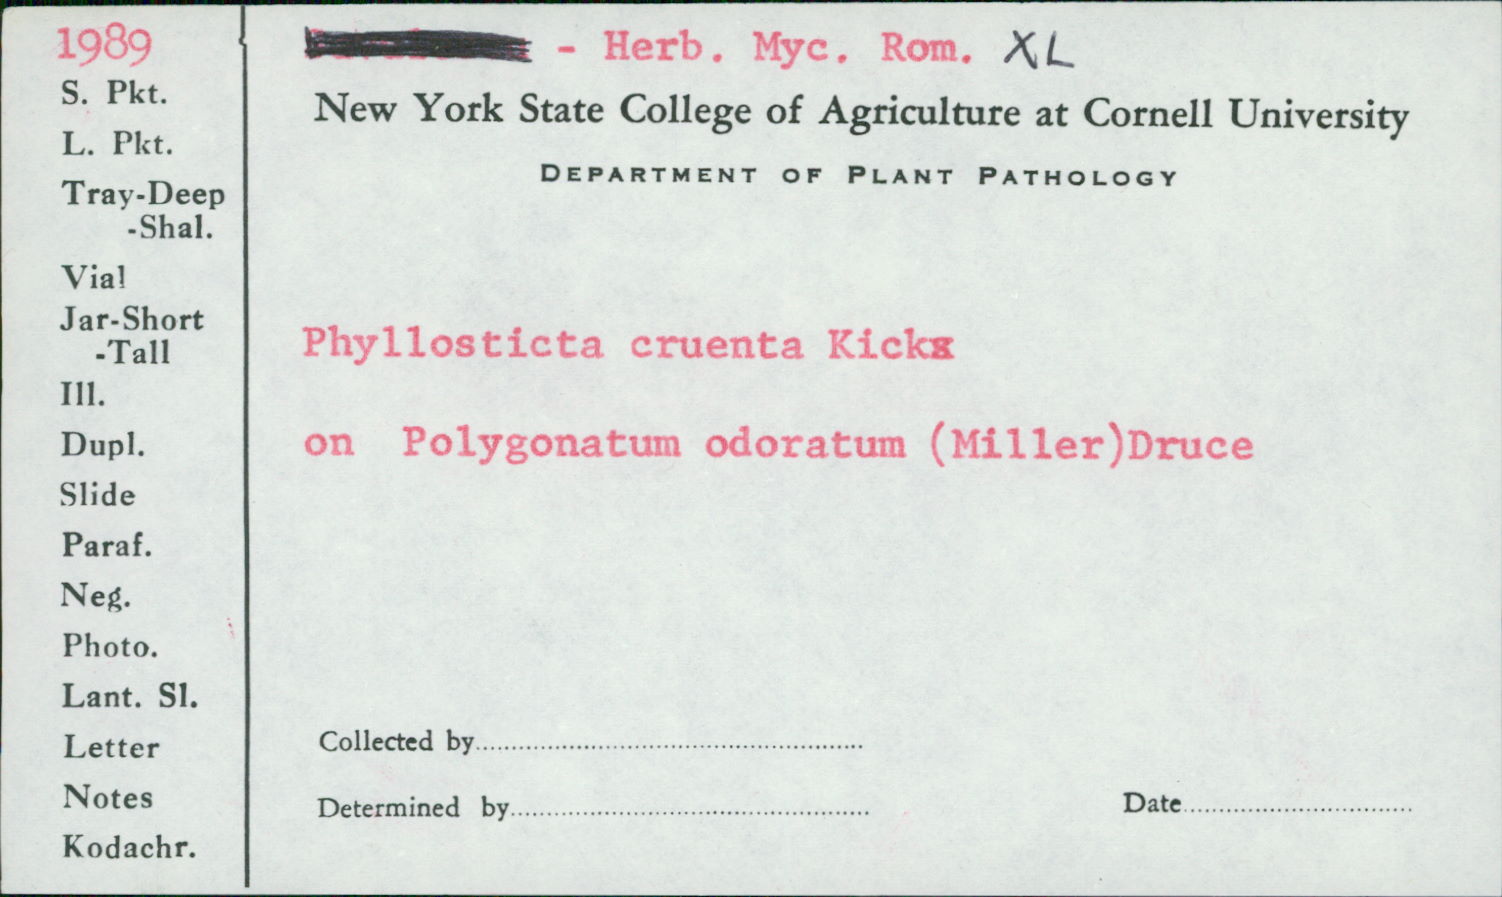 1989
- Herb. Myc. Rom. XL
New York State College of Agriculture at Cornell University
DEPARTMENT OF PLANT PATHOLOGY
S. Pkt.
L. Pkt.
Tray-Deep
-Shal.
Vial
Jar-Short
-Tall
Ill.
Dupl.
Slide
Paraf.
Neg.
Photo.
Lant. Sl.
Letter
Notes
Kodachr.
Phyllosticta cruenta Kickx
on Polygonatum odoratum (Miller)Druce
Collected by
Determined by
Date